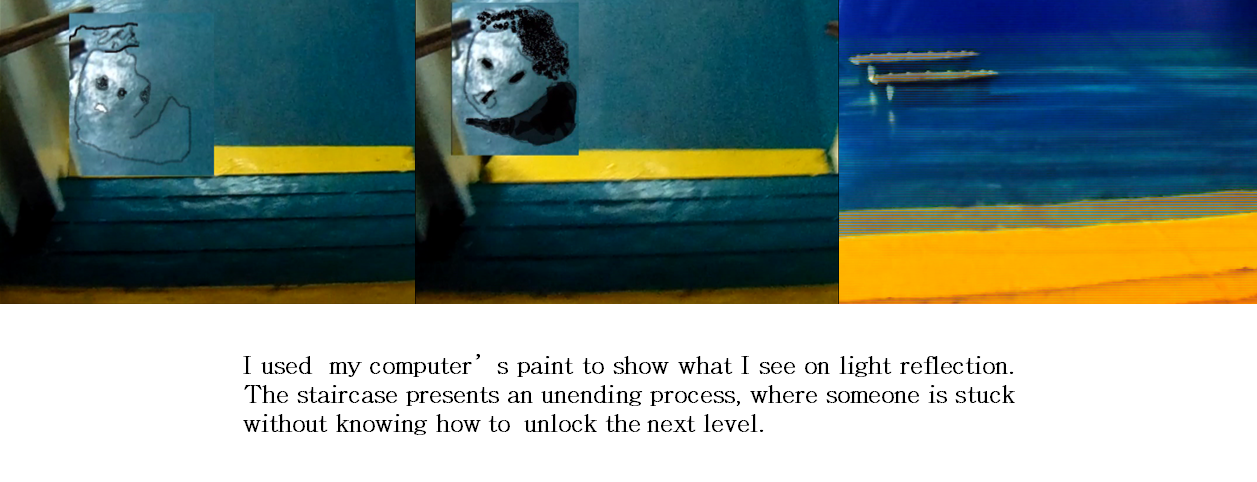 I used my computer’s paint to show what I see on light reflection.
The staircase presents an unending process, where someone is stuck
without knowing how to unlock the next level.